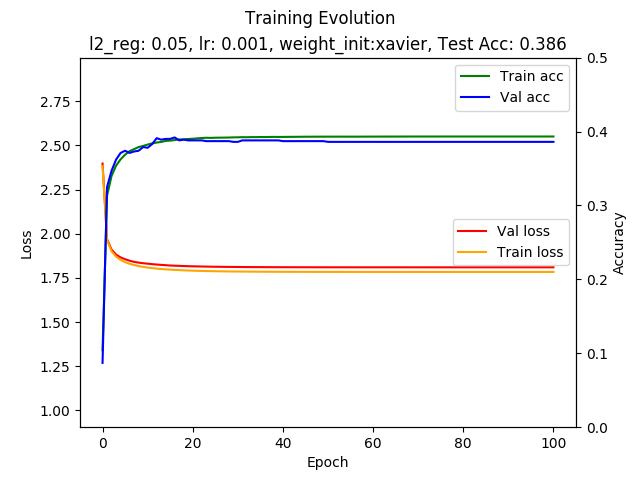 Training Evolution
l2_reg: 0.05, lr: 0.001, weight_init:xavier, Test Acc: 0.386
Train acc
Val acc
Val loss
Train loss
Loss
2.75
2.50
2.25
2.00
1.75
1.50
1.25
1.00
0.5
0.4
0.3
0.2
0.1
0.0
Accuracy
0 20 40 60 80 100
Epoch